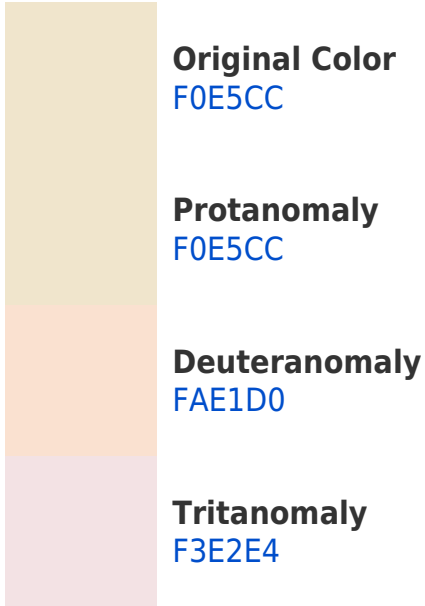 Original Color
F0E5CC
Protanomaly
F0E5CC
Deuteranomaly
FAE1D0
Tritanomaly
F3E2E4